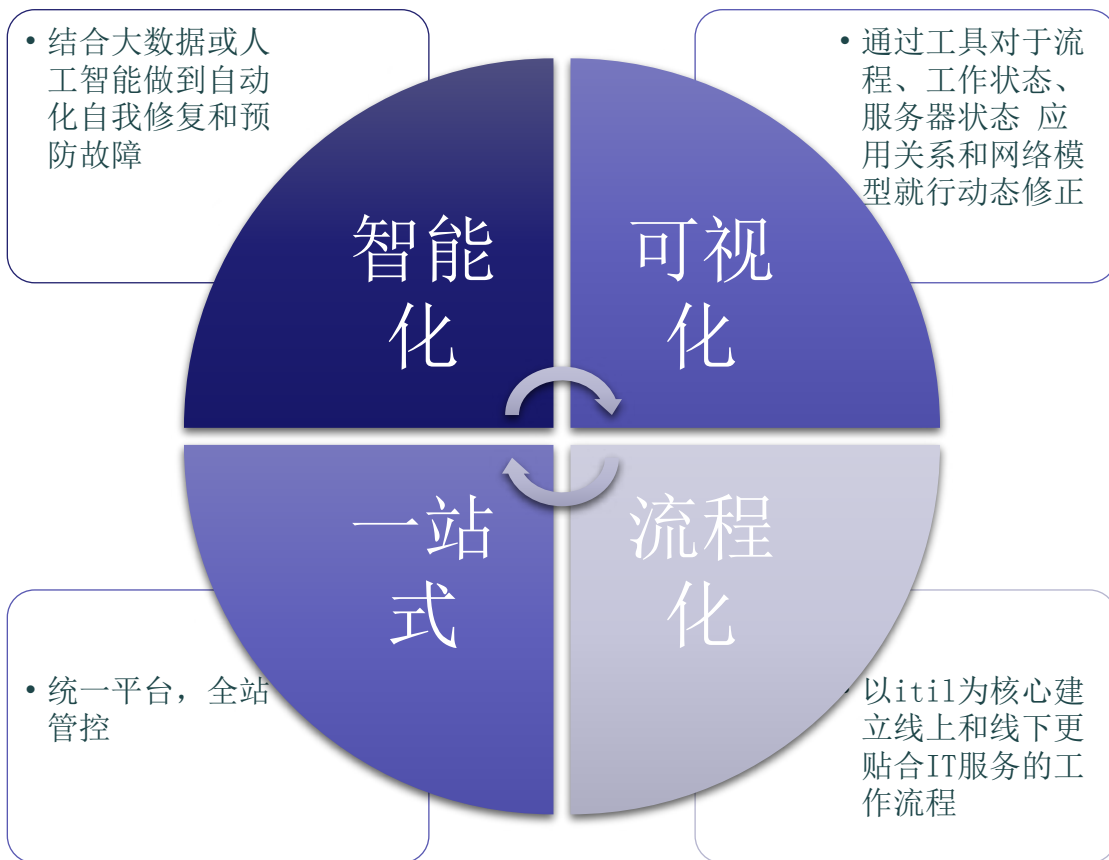 • 结合大数据或人
工智能做到自动
化自我修复和预
防故障
• 通过工具对于流
程、工作状态、
服务器状态 应
用关系和网络模
型就行动态修正
智能
化
可视
化
一站
式
流程
化
• 统一平台，全站
管控
• 以itil为核心建
立线上和线下更
贴合IT服务的工
作流程